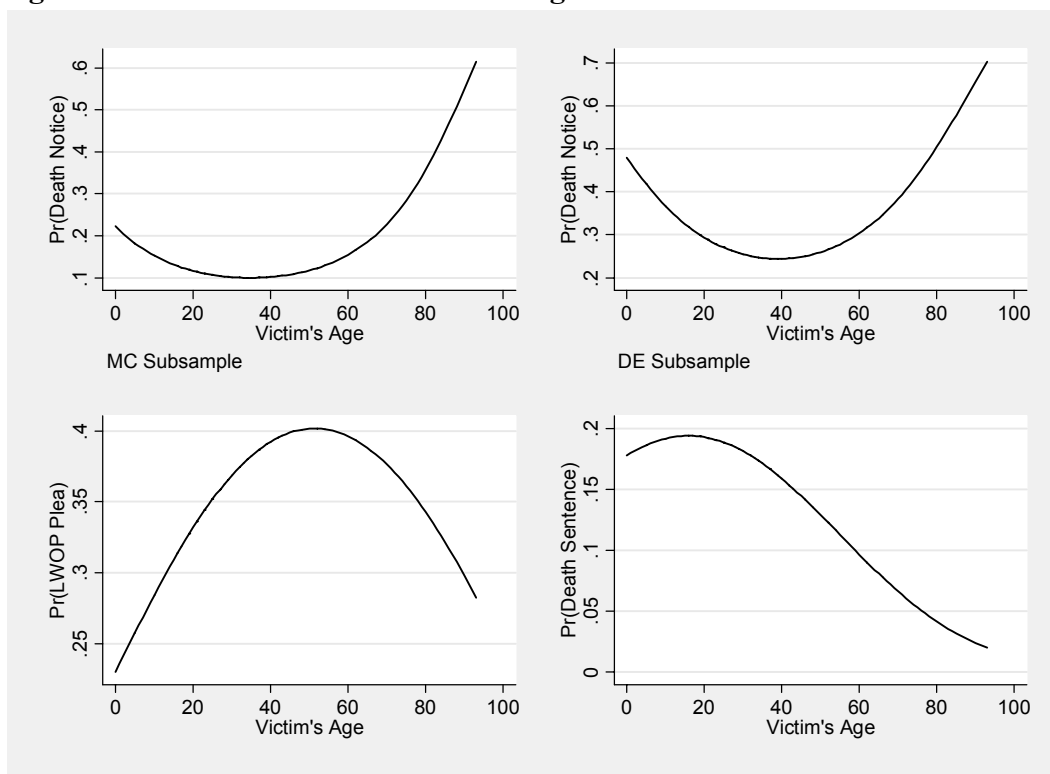 Pr(Death Notice)
.6
.5
.4
.3
.2
.1
0 20 40 60 80 100
Victim's Age
MC Subsample
Pr(Death Notice)
.7
.6
.5
.4
.3
.2
0 20 40 60 80 100
Victim's Age
DE Subsample
Pr(LWOP Plea)
.4
.35
.3
.25
0 20 40 60 80 100
Victim's Age
Pr(Death Sentence)
.2
.15
.1
.05
0
0 20 40 60 80 100
Victim's Age